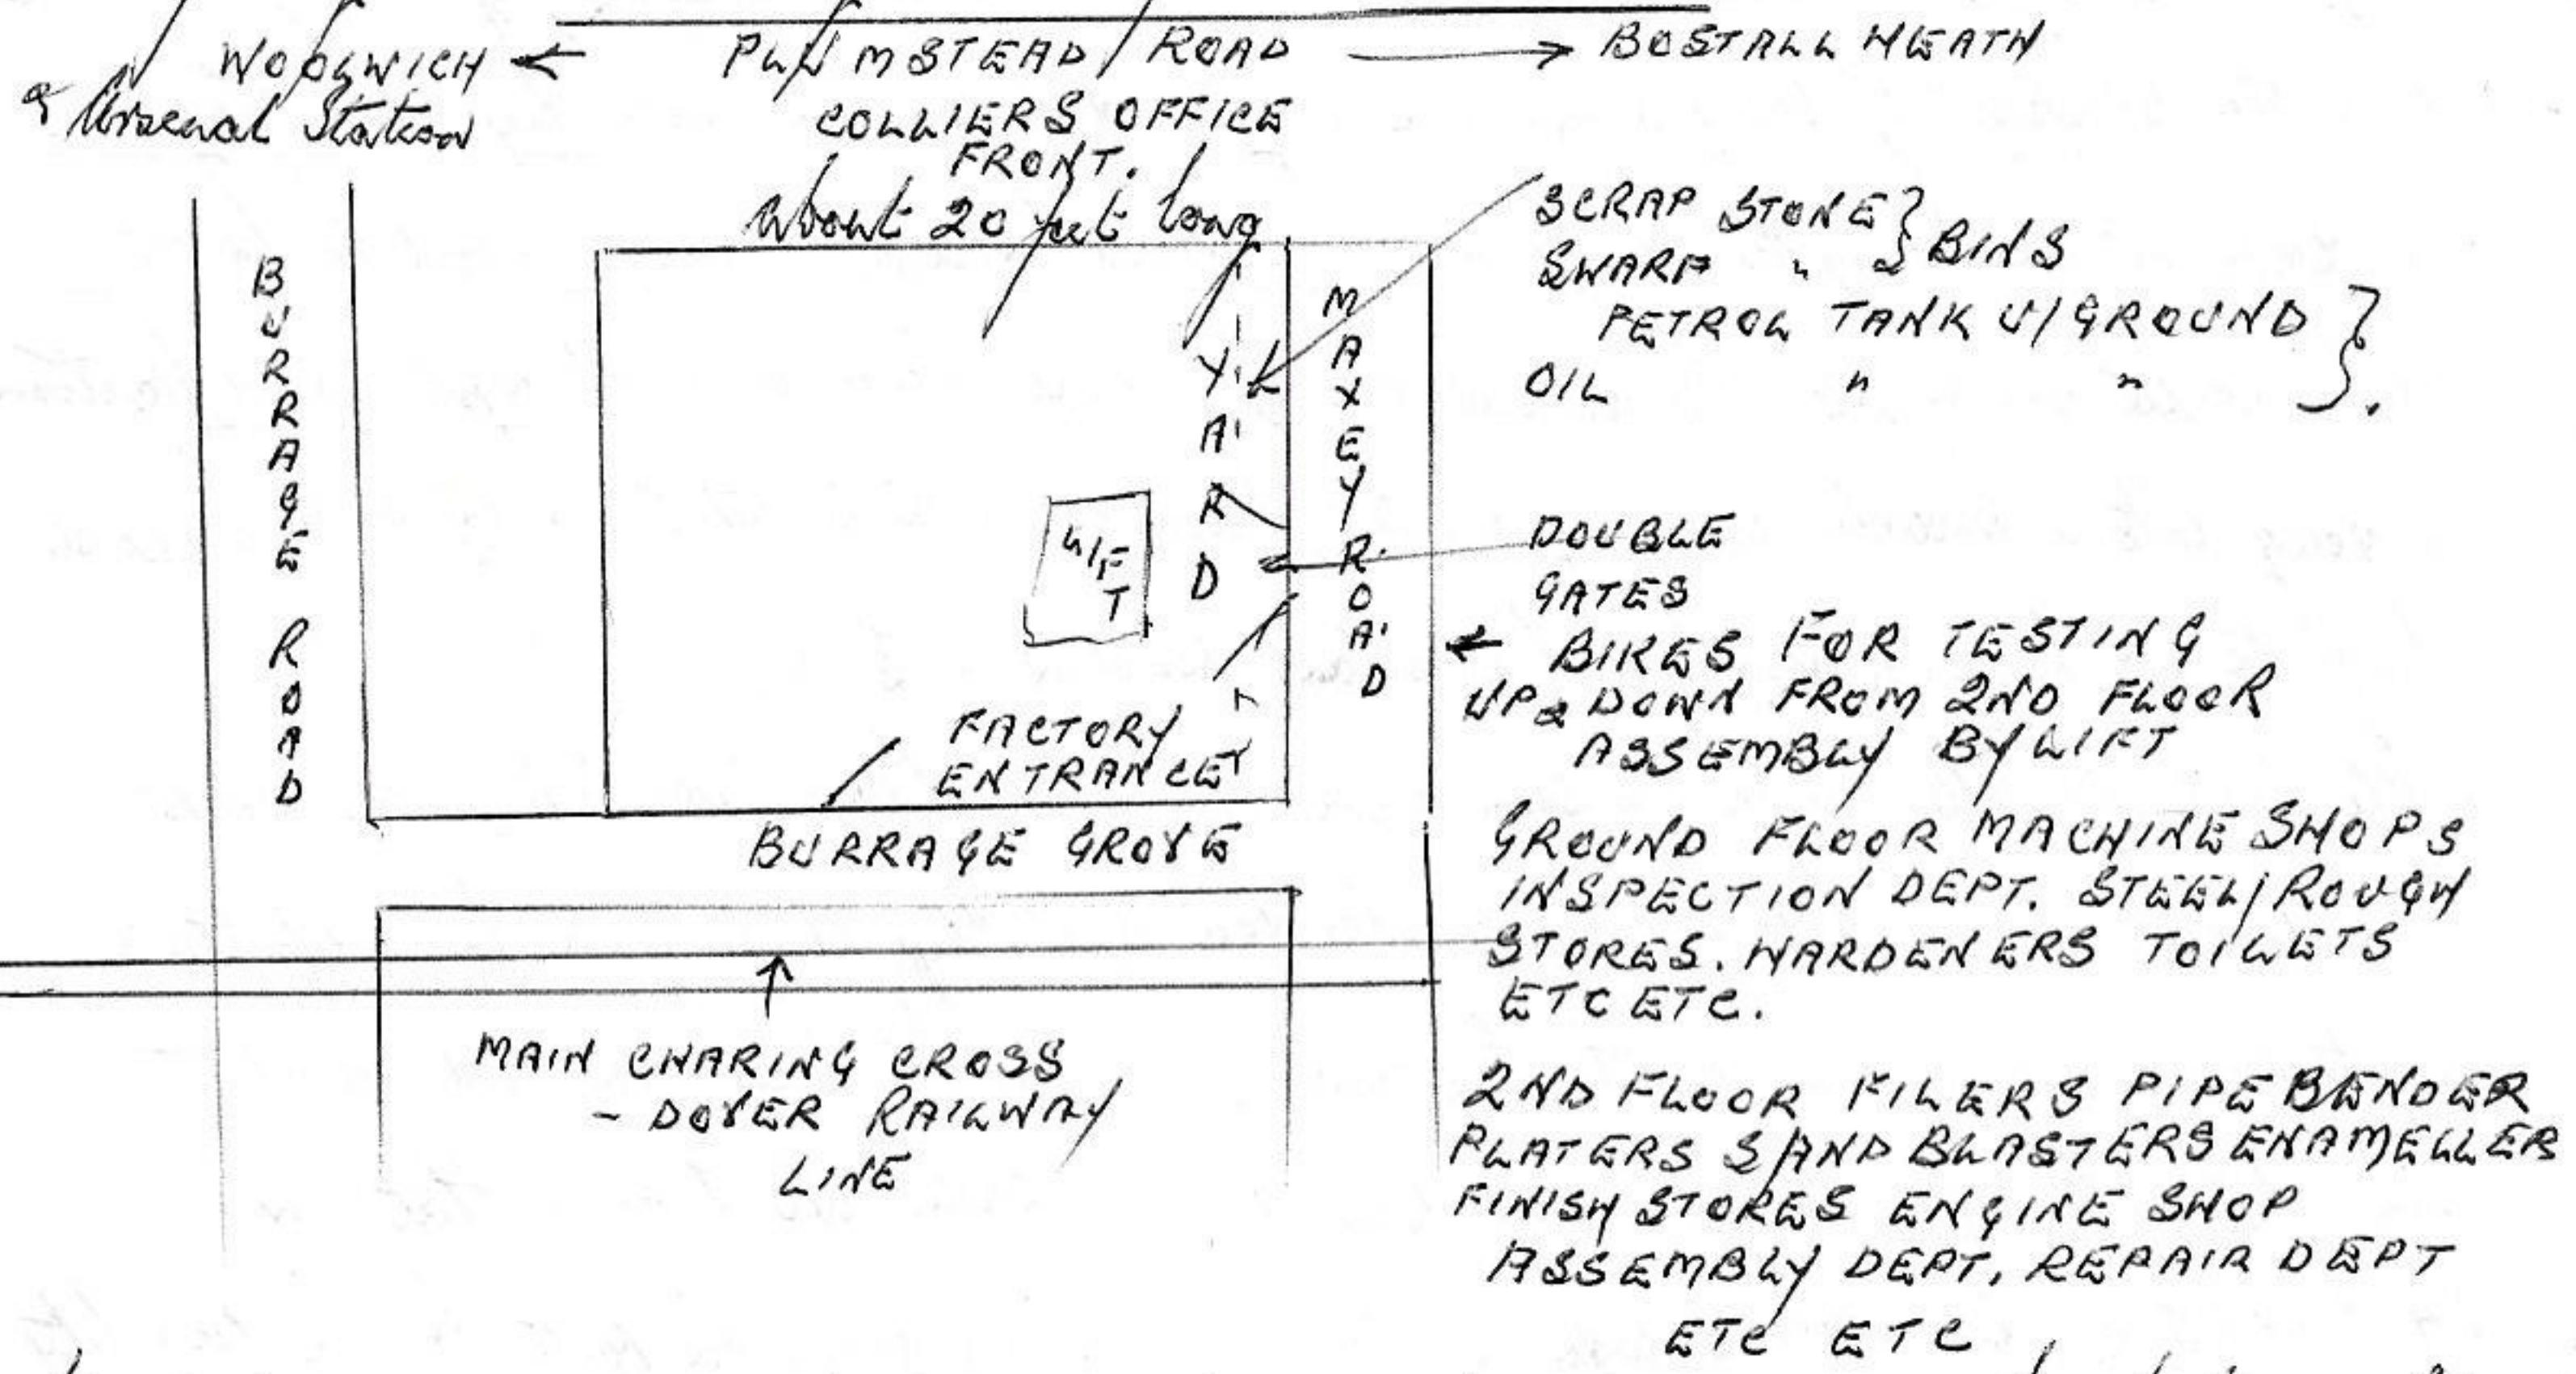 WOOLWICH ← PLUMSTEAD ROAD → BOSTALL HEATH
& Arsenal Station
COLLIERS OFFICE
FRONT.
About 20 feet long
BURRAGE ROAD
YARD
MAXEY ROAD
LIFT
SCRAP STORE } BINS
SWARF " }
PETROL TANK U/GROUND }
OIL " " }.
DOUBLE
GATES
← BIKES FOR TESTING
UP & DOWN FROM 2ND FLOOR
ASSEMBLY BY LIFT
FACTORY
ENTRANCE
BURRAGE GROVE
GROUND FLOOR MACHINE SHOPS
INSPECTION DEPT. STEEL/ROUGH
STORES. HARDENERS TOILETS
ETC ETC.
MAIN CHARING CROSS
- DOVER RAILWAY
LINE
2ND FLOOR FILERS PIPE BENDER
PLATERS SAND BLASTERS ENAMELLER
FINISH STORES ENGINE SHOP
ASSEMBLY DEPT. REPAIR DEPT
ETC ETC